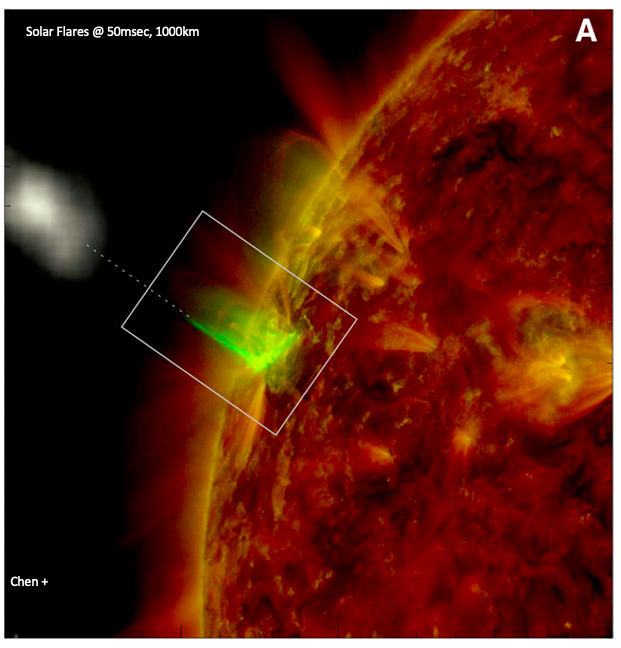 Solar Flares @ 50msec, 1000km
A
Chen +